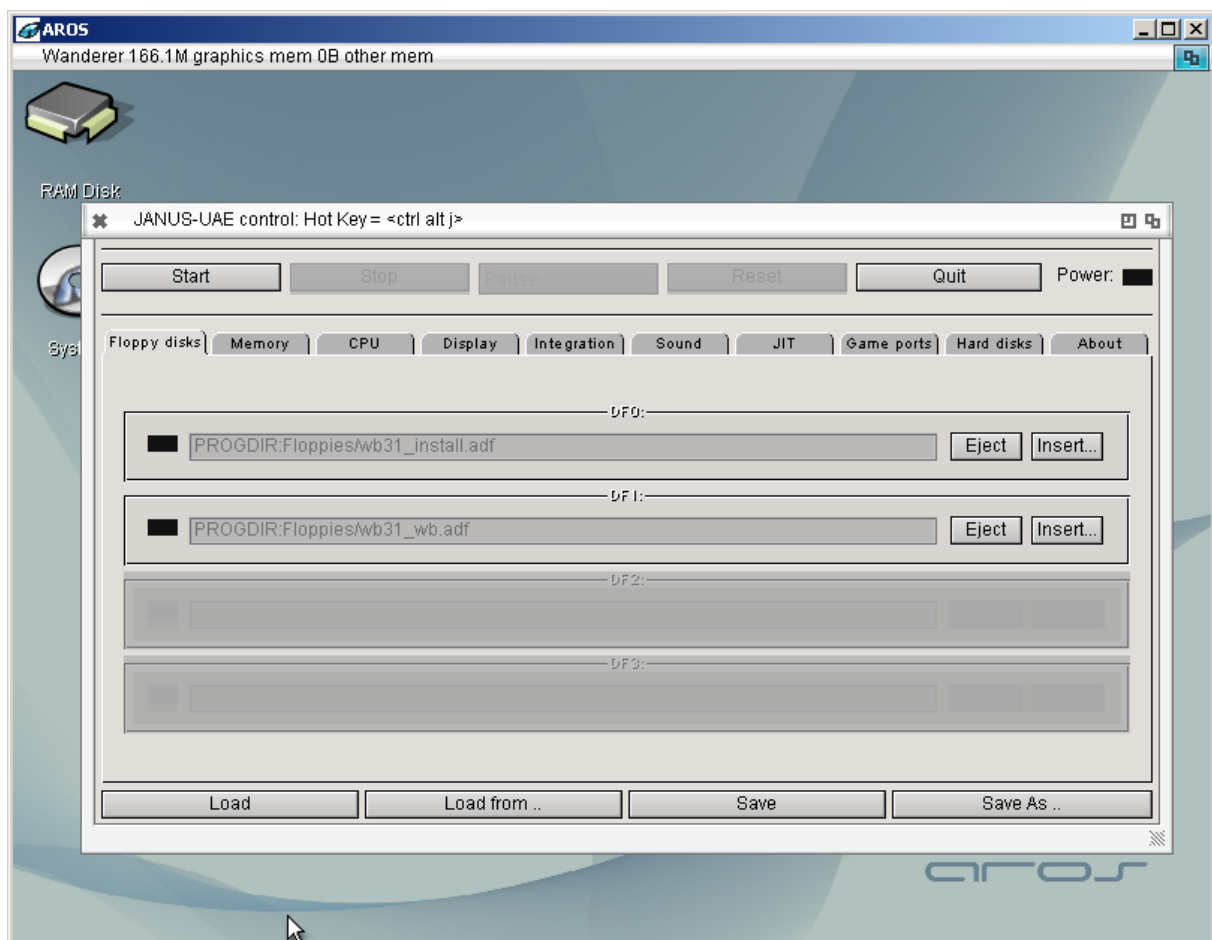 AROS
Wanderer 166.1M graphics mem 0B other mem
RAM Disk
JANUS-UAE control: Hot Key = <ctrl alt j>
Start Stop Pause Reset Quit Power:
Syst
Floppy disks Memory CPU Display Integration Sound JIT Game ports Hard disks About
DF0:
PROGDIR:Floppies/wb31_install.adf Eject Insert...
DF1:
PROGDIR:Floppies/wb31_wb.adf Eject Insert...
DF2:
DF3:
Load Load from .. Save Save As ..
aros